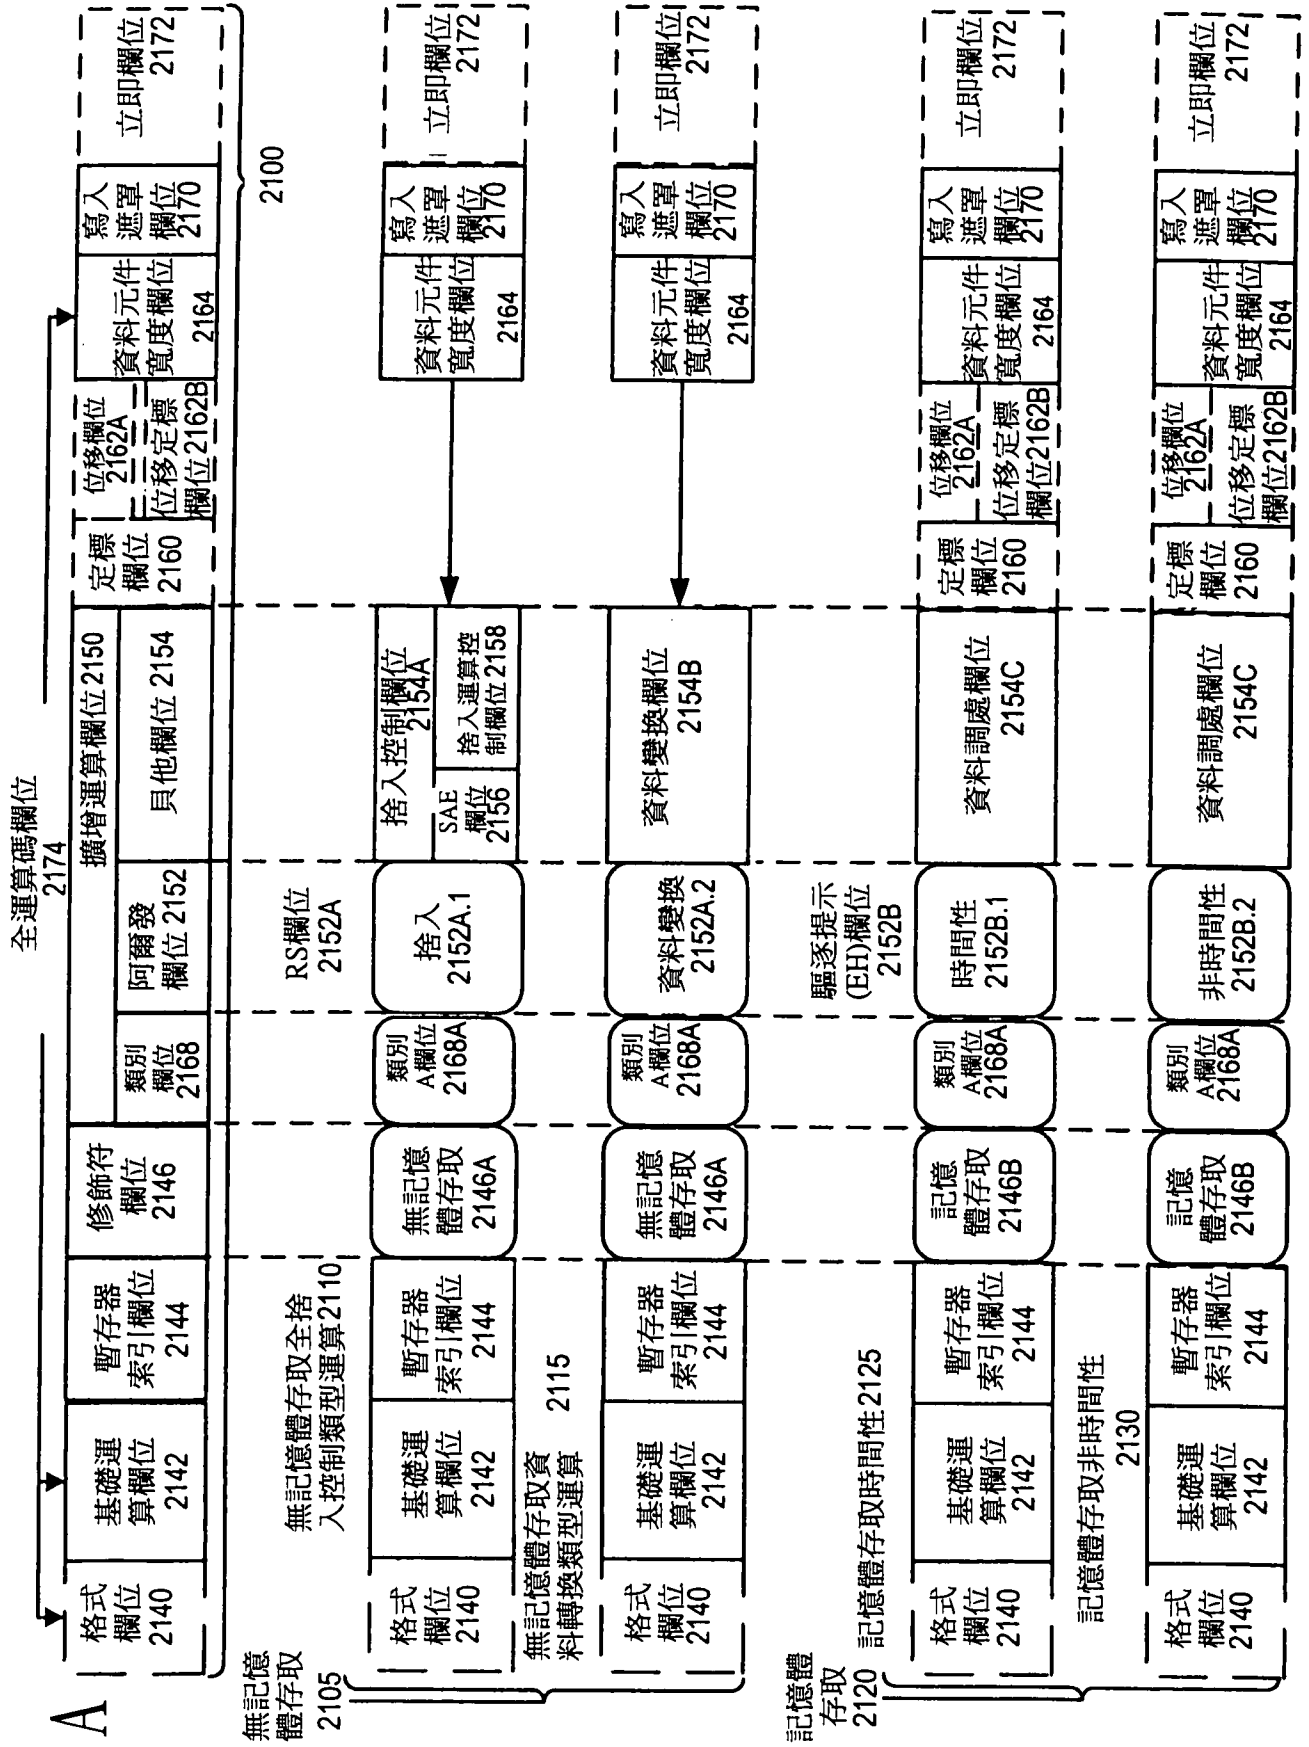 A
全運算碼欄位
2174
格式
欄位
2140
基礎運
算欄位
2142
暫存器
索引欄位
2144
修飾符
欄位
2146
擴增運算欄位 2150
類別
欄位
2168
阿爾發
欄位 2152
貝他欄位 2154
定標
欄位
2160
位移欄位
2162A
位移定標
欄位2162B
資料元件
寬度欄位
2164
寫入
遮罩
欄位
2170
立即欄位
2172
2100
無記憶
體存取
2105
無記憶體存取全捨
入控制類型運算2110
RS欄位
2152A
格式
欄位
2140
基礎運
算欄位
2142
暫存器
索引欄位
2144
無記憶
體存取
2146A
類別
A欄位
2168A
捨入
2152A.1
捨入控制欄位
2154A
SAE
欄位
2156
捨入運算控
制欄位 2158
資料元件
寬度欄位
2164
寫入
遮罩
欄位
2170
立即欄位
2172
無記憶體存取資
料轉換類型運算
2115
格式
欄位
2140
基礎運
算欄位
2142
暫存器
索引欄位
2144
無記憶
體存取
2146A
類別
A欄位
2168A
資料變換
2152A.2
資料變換欄位
2154B
資料元件
寬度欄位
2164
寫入
遮罩
欄位
2170
立即欄位
2172
記憶體
存取
2120
記憶體存取時間性2125
驅逐提示
(EH)欄位
2152B
格式
欄位
2140
基礎運
算欄位
2142
暫存器
索引欄位
2144
記憶
體存取
2146B
類別
A欄位
2168A
時間性
2152B.1
資料調處欄位
2154C
定標
欄位
2160
位移欄位
2162A
位移定標
欄位2162B
資料元件
寬度欄位
2164
寫入
遮罩
欄位
2170
立即欄位
2172
記憶體存取非時間性
2130
格式
欄位
2140
基礎運
算欄位
2142
暫存器
索引欄位
2144
記憶
體存取
2146B
類別
A欄位
2168A
非時間性
2152B.2
資料調處欄位
2154C
定標
欄位
2160
位移欄位
2162A
位移定標
欄位2162B
資料元件
寬度欄位
2164
寫入
遮罩
欄位
2170
立即欄位
2172